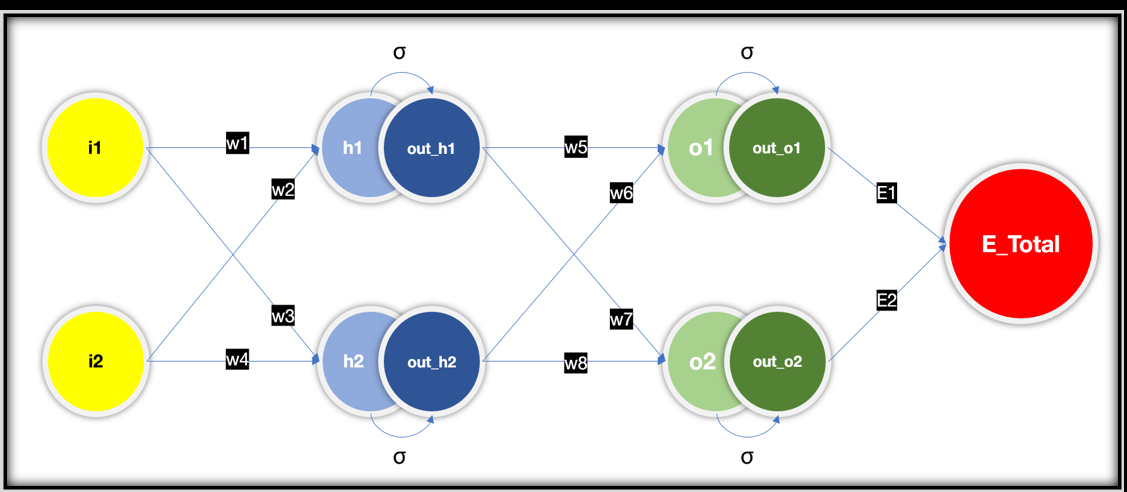 σ
σ
i1
w1
h1
out_h1
w5
o1
out_o1
w2
w6
E1
E_Total
E2
w3
w7
i2
w4
h2
out_h2
w8
o2
out_o2
σ
σ